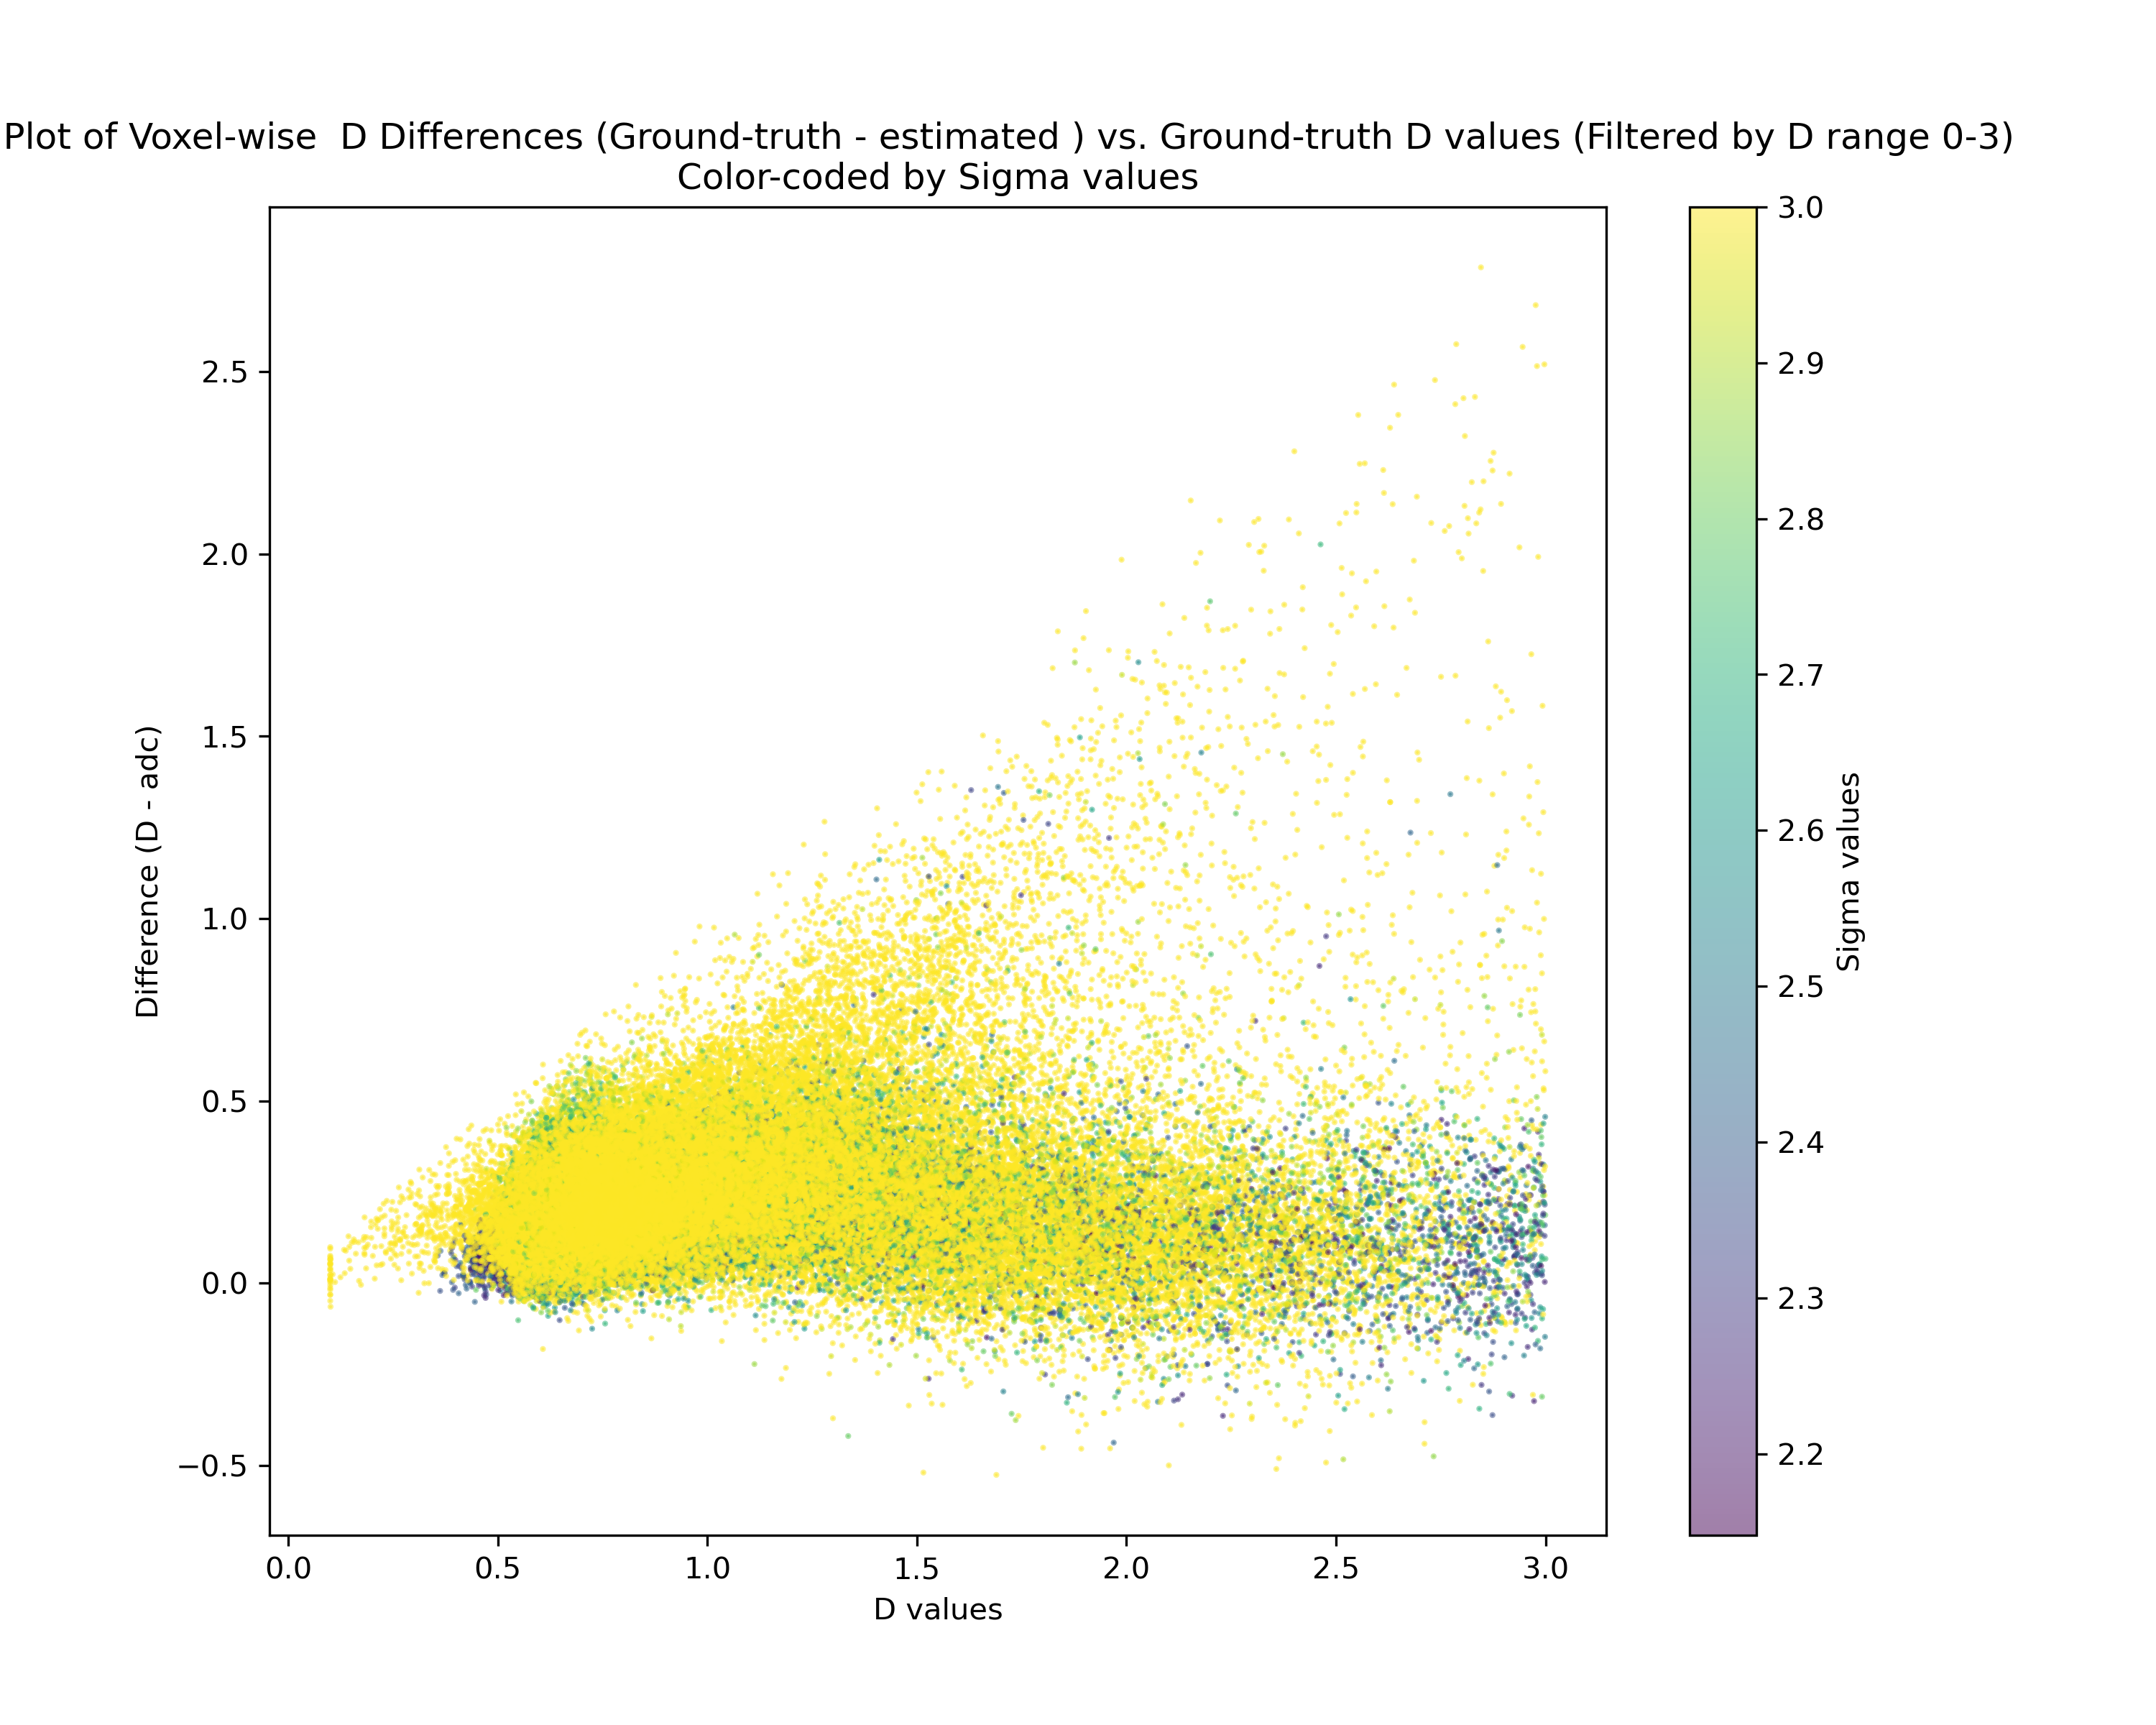 Plot of Voxel-wise  D Differences (Ground-truth - estimated ) vs. Ground-truth D values (Filtered by D range 0-3)
Color-coded by Sigma values
Difference (D - adc)
2.5
2.0
1.5
1.0
0.5
0.0
−0.5
0.0 0.5 1.0 1.5 2.0 2.5 3.0
D values
3.0
2.9
2.8
2.7
2.6
2.5
2.4
2.3
2.2
Sigma values